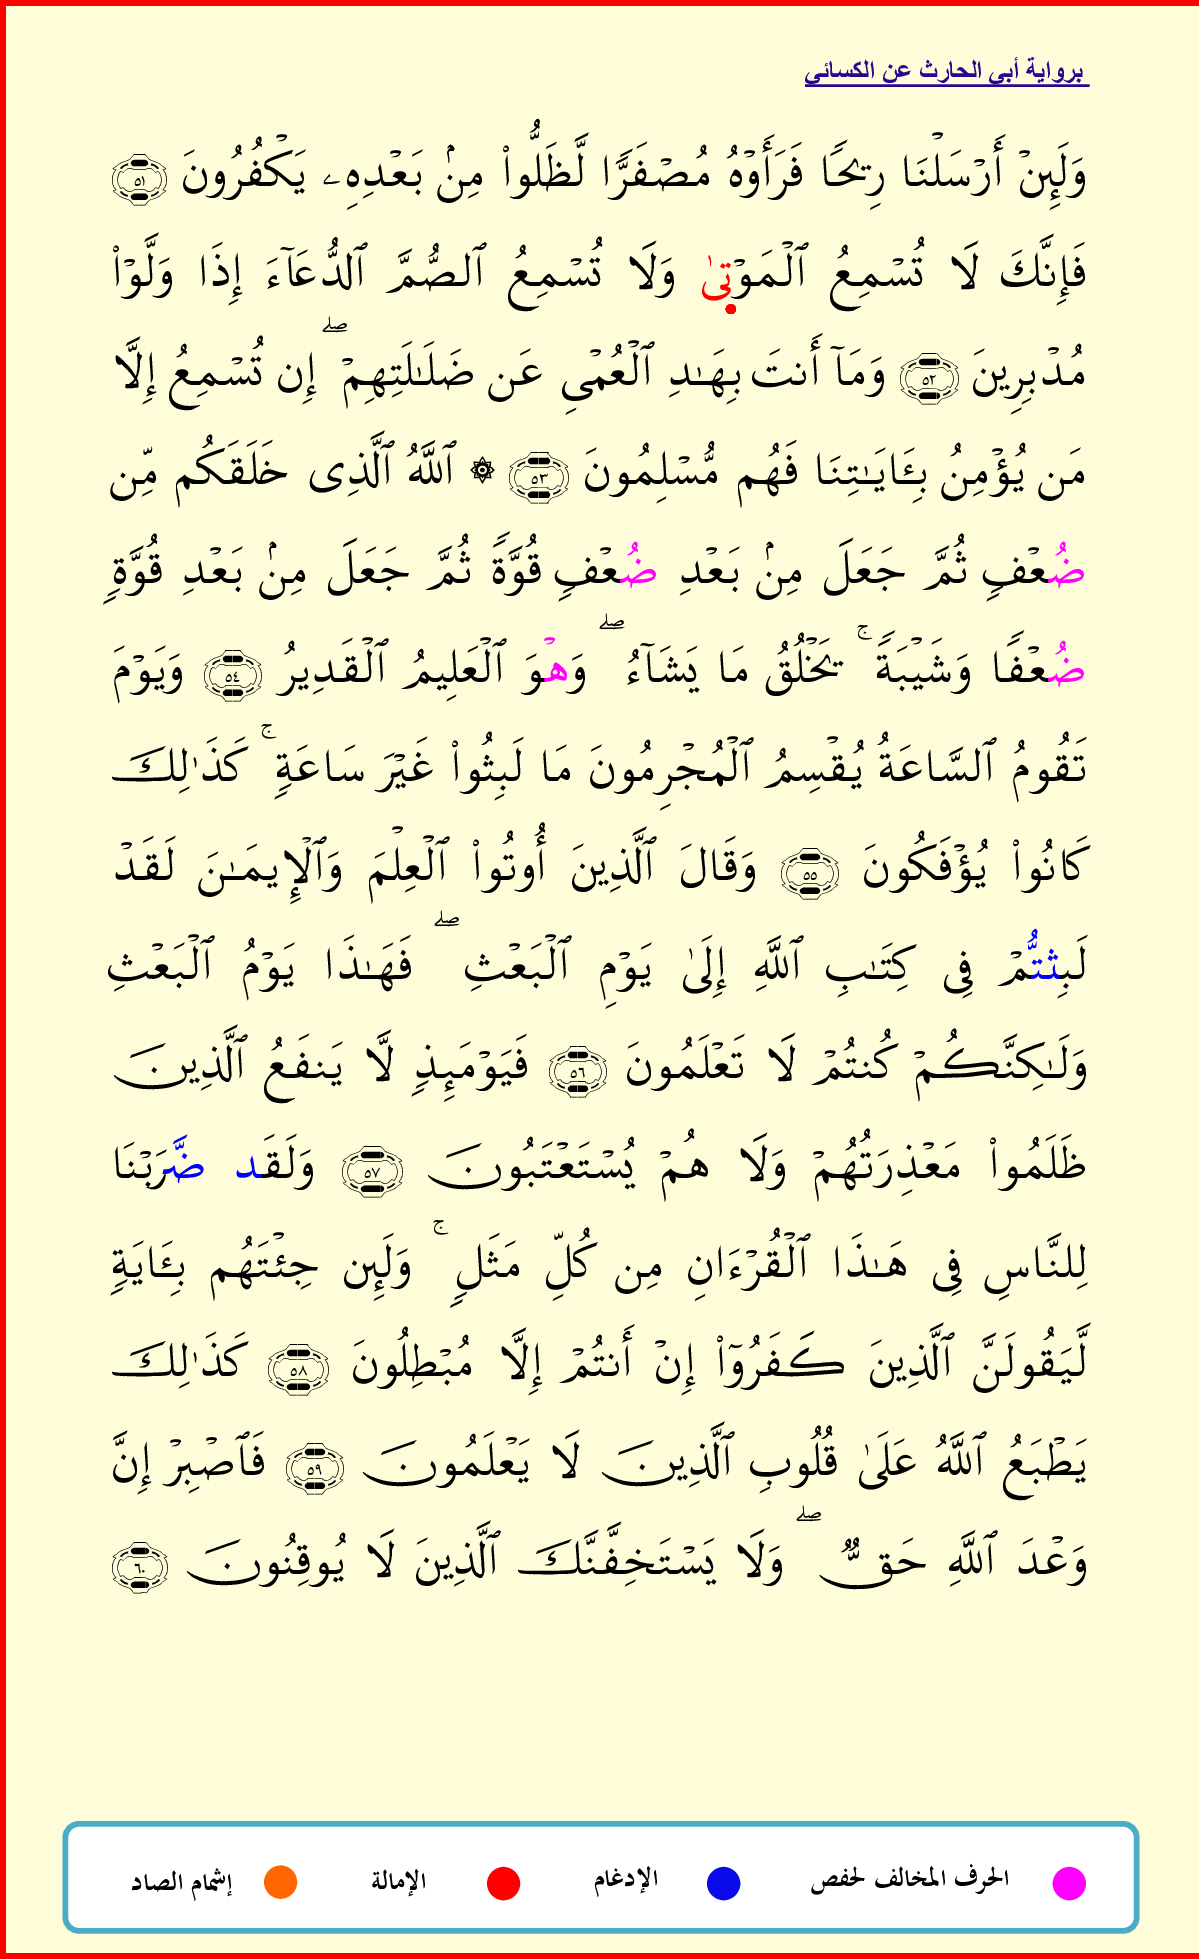 برواية أبي الحارث عن الكسائي
وَلَئِنْ أَرْسَلْنَا رِيحًا فَرَأَوْهُ مُصْفَرًّا لَّظَلُّوا۟ مِنۢ بَعْدِهِۦ يَكْفُرُونَ ٥١
فَإِنَّكَ لَا تُسْمِعُ ٱلْمَوْتىٰ وَلَا تُسْمِعُ ٱلصُّمَّ ٱلدُّعَآءَ إِذَا وَلَّوْا۟
مُدْبِرِينَ ٥٢ وَمَآ أَنتَ بِهَـٰدِ ٱلْعُمْىِ عَن ضَلَـٰلَتِهِمْ ۖ إِن تُسْمِعُ إِلَّا
مَن يُؤْمِنُ بِـَٔايَـٰتِنَا فَهُم مُّسْلِمُونَ ٥٣ ۞ ٱللَّهُ ٱلَّذِى خَلَقَكُم مِّن
ضُعْفٍ ثُمَّ جَعَلَ مِنۢ بَعْدِ ضُعْفٍ قُوَّةً ثُمَّ جَعَلَ مِنۢ بَعْدِ قُوَّةٍ
ضُعْفًا وَشَيْبَةً ۚ يَخْلُقُ مَا يَشَآءُ ۖ وَهْوَ ٱلْعَلِيمُ ٱلْقَدِيرُ ٥٤ وَيَوْمَ
تَقُومُ ٱلسَّاعَةُ يُقْسِمُ ٱلْمُجْرِمُونَ مَا لَبِثُوا۟ غَيْرَ سَاعَةٍ ۚ كَذَٰلِكَ
كَانُوا۟ يُؤْفَكُونَ ٥٥ وَقَالَ ٱلَّذِينَ أُوتُوا۟ ٱلْعِلْمَ وَٱلْإِيمَـٰنَ لَقَدْ
لَبِثتُّمْ فِى كِتَـٰبِ ٱللَّهِ إِلَىٰ يَوْمِ ٱلْبَعْثِ ۖ فَهَـٰذَا يَوْمُ ٱلْبَعْثِ
وَلَـٰكِنَّكُمْ كُنتُمْ لَا تَعْلَمُونَ ٥٦ فَيَوْمَئِذٍ لَّا يَنفَعُ ٱلَّذِينَ
ظَلَمُوا۟ مَعْذِرَتُهُمْ وَلَا هُمْ يُسْتَعْتَبُونَ ٥٧ وَلَقَد ضَّرَبْنَا
لِلنَّاسِ فِى هَـٰذَا ٱلْقُرْءَانِ مِن كُلِّ مَثَلٍ ۚ وَلَئِن جِئْتَهُم بِـَٔايَةٍ
لَّيَقُولَنَّ ٱلَّذِينَ كَفَرُوٓا۟ إِنْ أَنتُمْ إِلَّا مُبْطِلُونَ ٥٨ كَذَٰلِكَ
يَطْبَعُ ٱللَّهُ عَلَىٰ قُلُوبِ ٱلَّذِينَ لَا يَعْلَمُونَ ٥٩ فَٱصْبِرْ إِنَّ
وَعْدَ ٱللَّهِ حَقٌّ ۖ وَلَا يَسْتَخِفَّنَّكَ ٱلَّذِينَ لَا يُوقِنُونَ ٦٠
الحرف المخالف لحفص الإدغام الإمالة إشمام الصاد